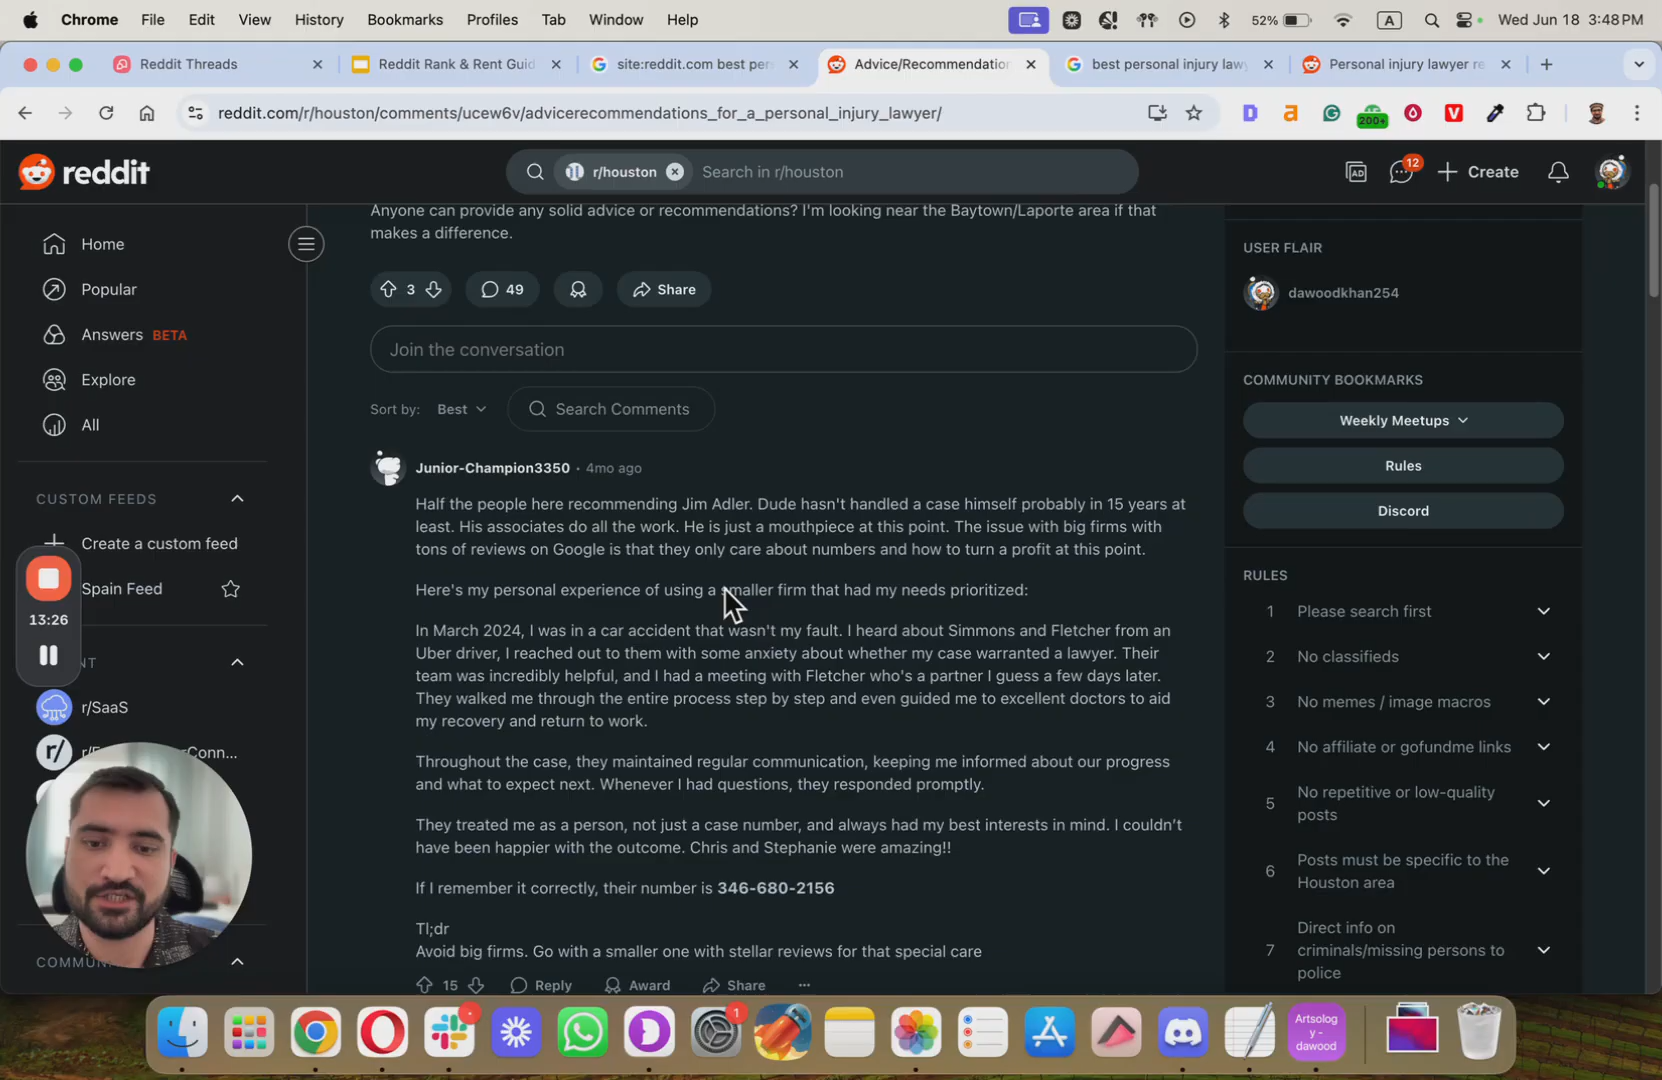 Chrome File Edit View History Bookmarks Profiles Tab Window Help 52% A Wed Jun 18 3:48 PM
Reddit Threads Reddit Rank & Rent Guid site:reddit.com best per Advice/Recommendation best personal injury law Personal injury lawyer re
reddit.com/r/houston/comments/ucew6v/advicerecommendations_for_a_personal_injury_lawyer/
200+
reddit
r/houston Search in r/houston
AD
12
Create
Home
Popular
Answers BETA
Explore
All
CUSTOM FEEDS
Create a custom feed
Spain Feed
13:26
NT
r/SaaS
r/
Conn...
COMMUN
Anyone can provide any solid advice or recommendations? I'm looking near the Baytown/Laporte area if that
makes a difference.
3 49 Share
Join the conversation
Sort by: Best Search Comments
Junior-Champion3350 • 4mo ago
Half the people here recommending Jim Adler. Dude hasn't handled a case himself probably in 15 years at
least. His associates do all the work. He is just a mouthpiece at this point. The issue with big firms with
tons of reviews on Google is that they only care about numbers and how to turn a profit at this point.
Here's my personal experience of using a smaller firm that had my needs prioritized:
In March 2024, I was in a car accident that wasn't my fault. I heard about Simmons and Fletcher from an
Uber driver, I reached out to them with some anxiety about whether my case warranted a lawyer. Their
team was incredibly helpful, and I had a meeting with Fletcher who's a partner I guess a few days later.
They walked me through the entire process step by step and even guided me to excellent doctors to aid
my recovery and return to work.
Throughout the case, they maintained regular communication, keeping me informed about our progress
and what to expect next. Whenever I had questions, they responded promptly.
They treated me as a person, not just a case number, and always had my best interests in mind. I couldn't
have been happier with the outcome. Chris and Stephanie were amazing!!
If I remember it correctly, their number is 346-680-2156
Tl;dr
Avoid big firms. Go with a smaller one with stellar reviews for that special care
15 Reply Award Share ...
USER FLAIR
dawoodkhan254
COMMUNITY BOOKMARKS
Weekly Meetups
Rules
Discord
RULES
1 Please search first
2 No classifieds
3 No memes / image macros
4 No affiliate or gofundme links
5 No repetitive or low-quality
posts
6 Posts must be specific to the
Houston area
7 Direct info on
criminals/missing persons to
police
1
Artsolog
y -
dawood